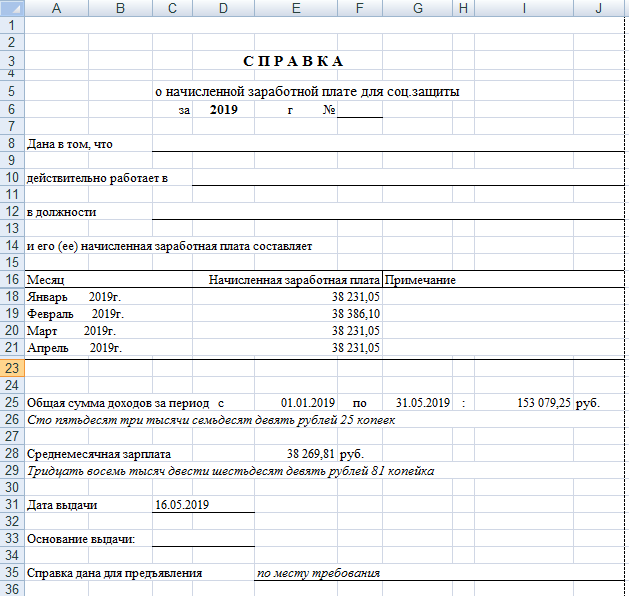 A B C D E F G H I J
1
2
3 С П Р А В К А
4
5 о начисленной заработной плате для соц.защиты
6 за 2019 г №
7
8 Дана в том, что
9
10 действительно работает в
11
12 в должности
13
14 и его (ее) начисленная заработная плата составляет
15
16 Месяц Начисленная заработная плата Примечание
18 Январь 2019г. 38 231,05
19 Февраль 2019г. 38 386,10
20 Март 2019г. 38 231,05
21 Апрель 2019г. 38 231,05
23
24
25 Общая сумма доходов за период с 01.01.2019 по 31.05.2019 : 153 079,25 руб.
26 Сто пятьдесят три тысячи семьдесят девять рублей 25 копеек
27
28 Среднемесячная зарплата 38 269,81 руб.
29 Тридцать восемь тысяч двести шестьдесят девять рублей 81 копейка
30
31 Дата выдачи 16.05.2019
32
33 Основание выдачи:
34
35 Справка дана для предъявления по месту требования
36